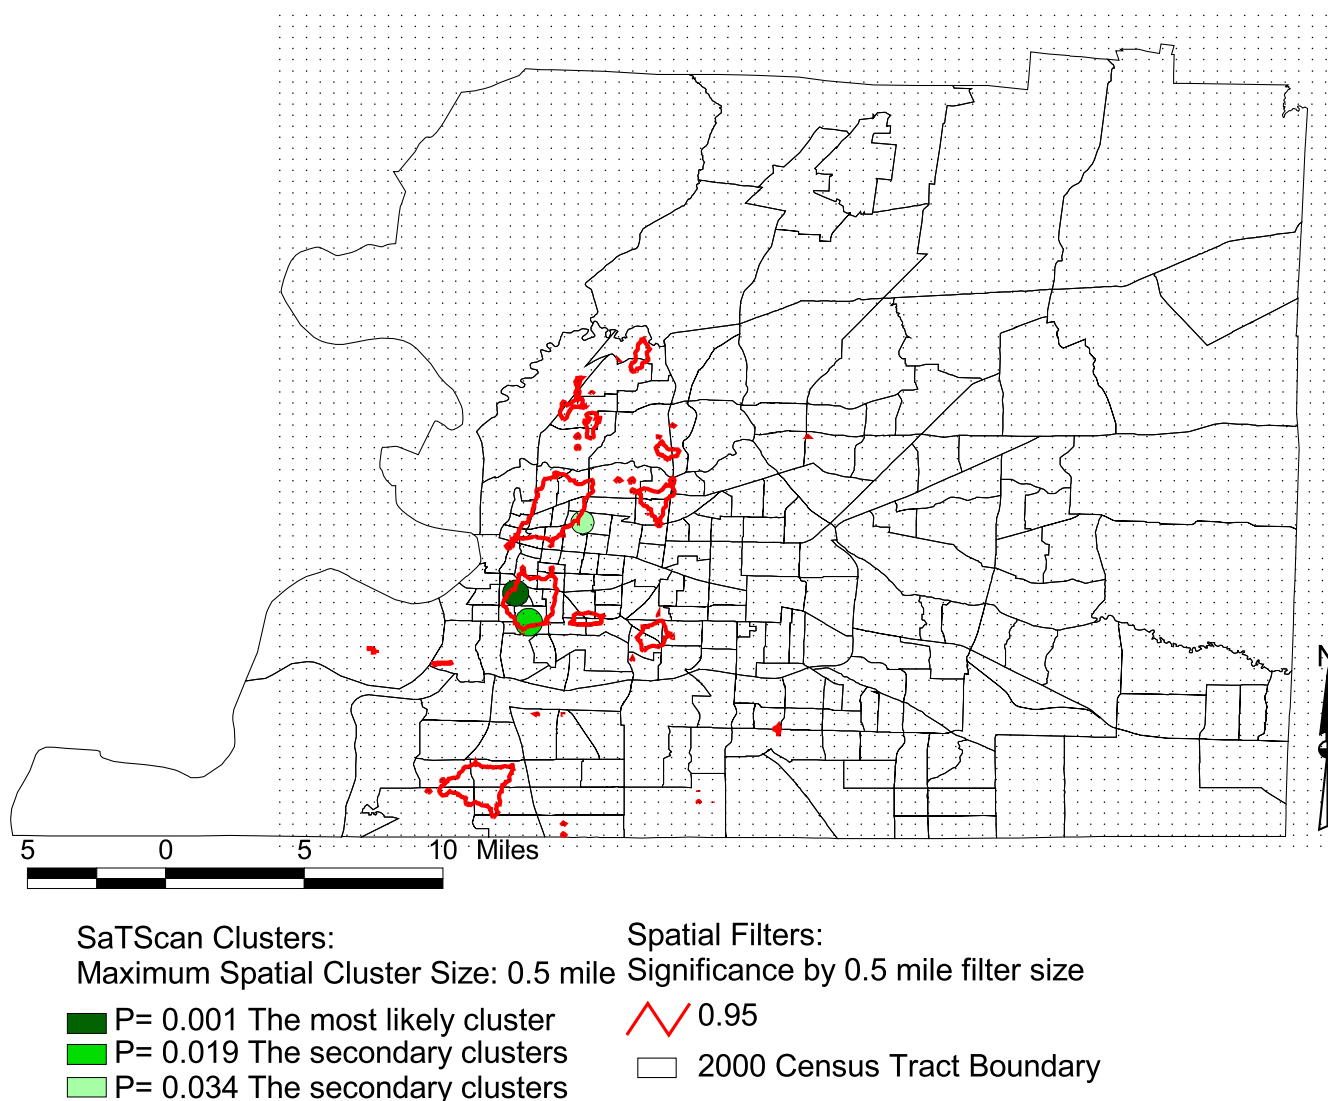 N
5 0 5 10 Miles
SaTScan Clusters:
Maximum Spatial Cluster Size: 0.5 mile
P= 0.001 The most likely cluster
P= 0.019 The secondary clusters
P= 0.034 The secondary clusters
Spatial Filters:
Significance by 0.5 mile filter size
0.95
2000 Census Tract Boundary